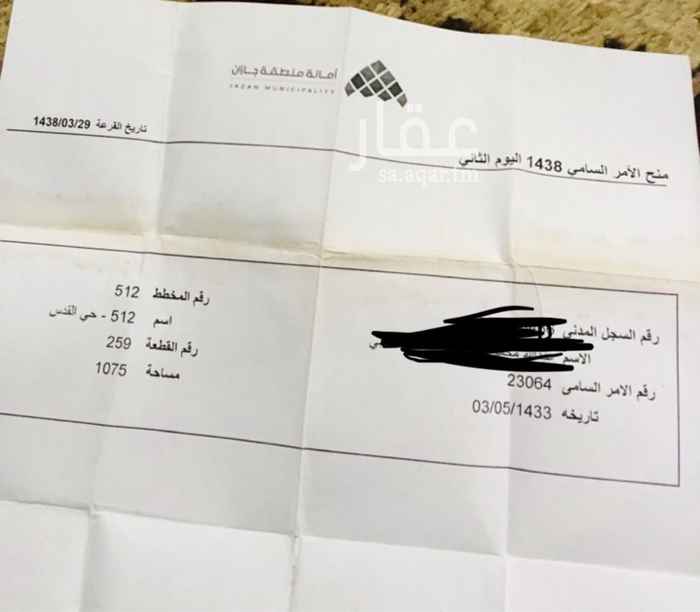 أمانة منطقة جازان
JAZAN MUNICIPALITY
عقار
sa.aqar.fm
منح الأمر السامي 1438 اليوم الثاني
تاريخ القرعة 1438/03/29
رقم السجل المدني
الاسم
رقم الامر السامي 23064
تاريخه 03/05/1433
رقم المخطط 512
اسم 512 - حي القدس
رقم القطعة 259
مساحة 1075